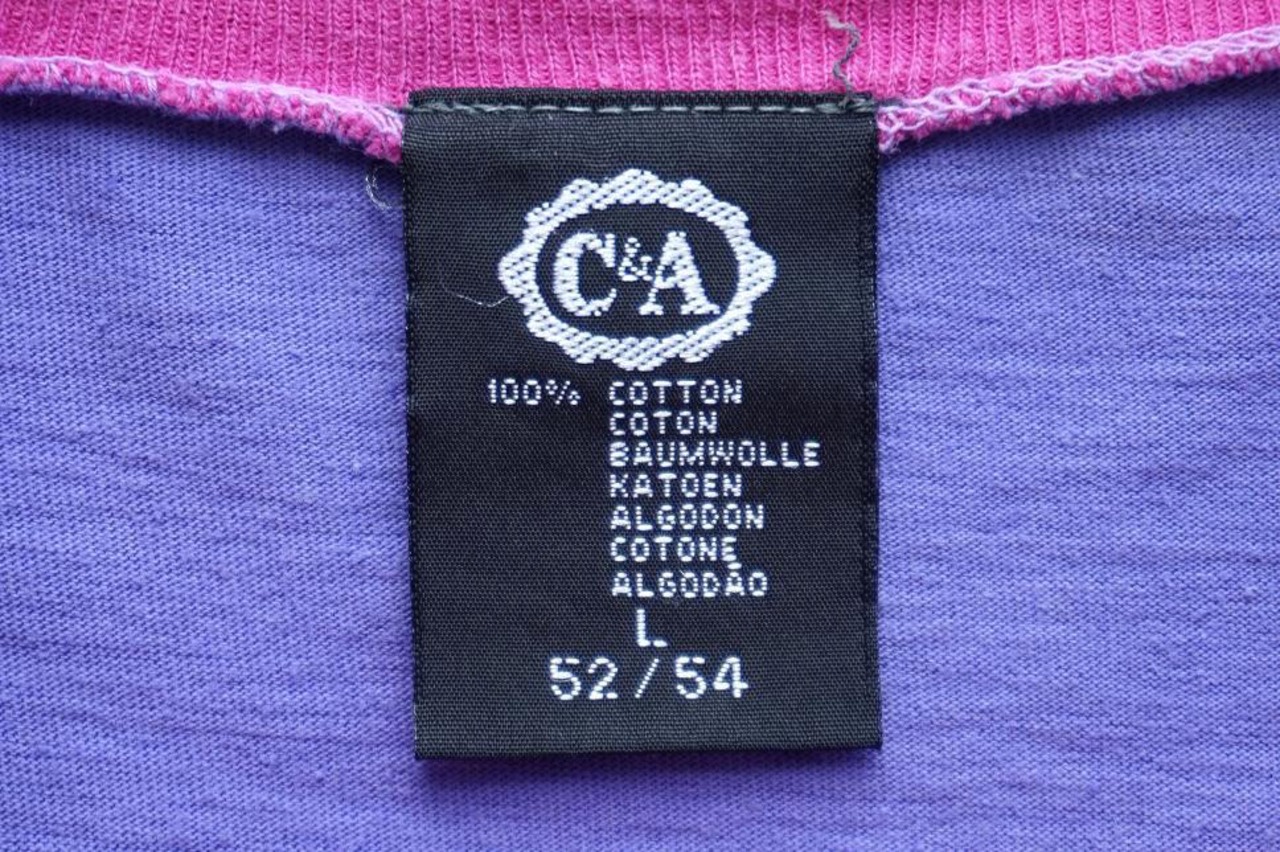 C&A
100% COTTON
COTON
BAUMWOLLE
KATOEN
ALGODON
COTONE
ALGODÃO
L
52/54